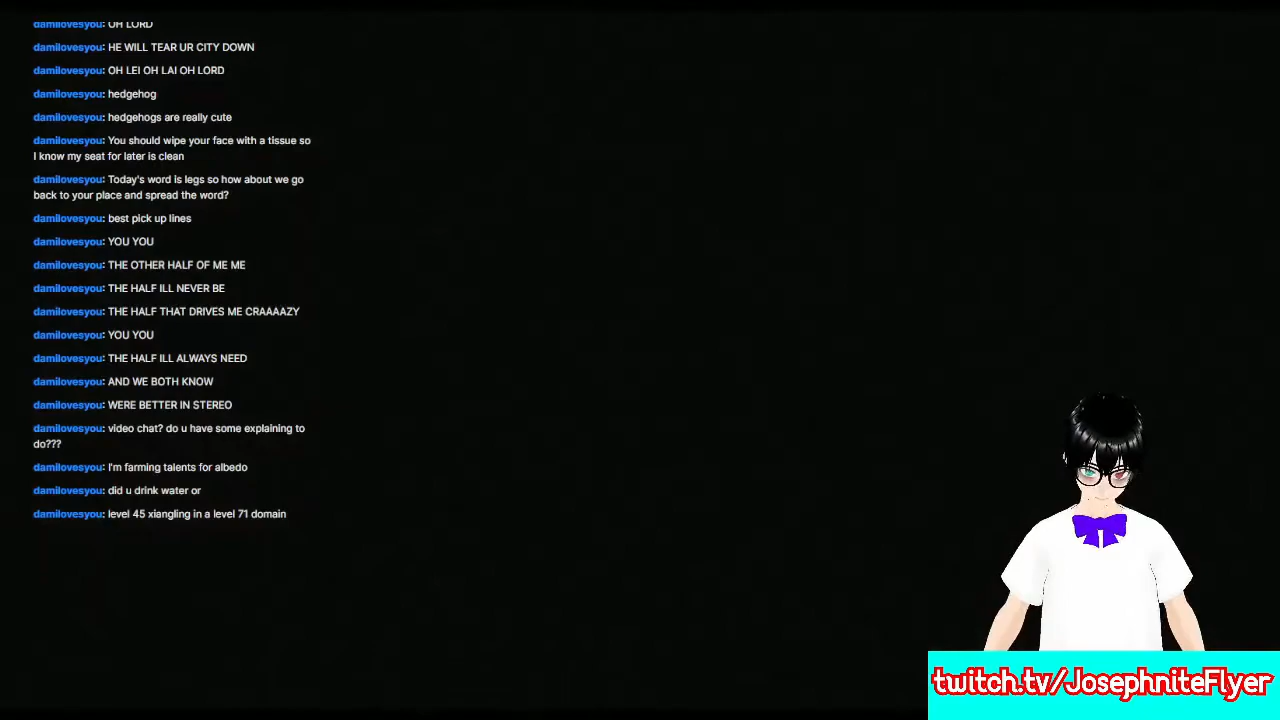 damilovesyou: OH LORD
damilovesyou: HE WILL TEAR UR CITY DOWN
damilovesyou: OH LEI OH LAI OH LORD
damilovesyou: hedgehog
damilovesyou: hedgehogs are really cute
damilovesyou: You should wipe your face with a tissue so
I know my seat for later is clean
damilovesyou: Today's word is legs so how about we go
back to your place and spread the word?
damilovesyou: best pick up lines
damilovesyou: YOU YOU
damilovesyou: THE OTHER HALF OF ME ME
damilovesyou: THE HALF ILL NEVER BE
damilovesyou: THE HALF THAT DRIVES ME CRAAAAZY
damilovesyou: YOU YOU
damilovesyou: THE HALF ILL ALWAYS NEED
damilovesyou: AND WE BOTH KNOW
damilovesyou: WERE BETTER IN STEREO
damilovesyou: video chat? do u have some explaining to
do???
damilovesyou: I'm farming talents for albedo
damilovesyou: did u drink water or
damilovesyou: level 45 xiangling in a level 71 domain
twitch.tv/JosephniteFlyer